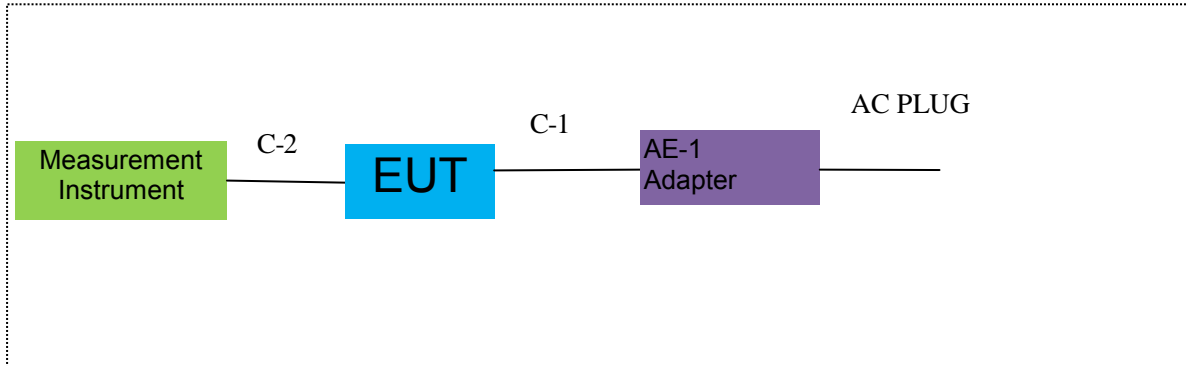 AC PLUG
C-1
C-2
AE-1
Adapter
EUT
Measurement
Instrument